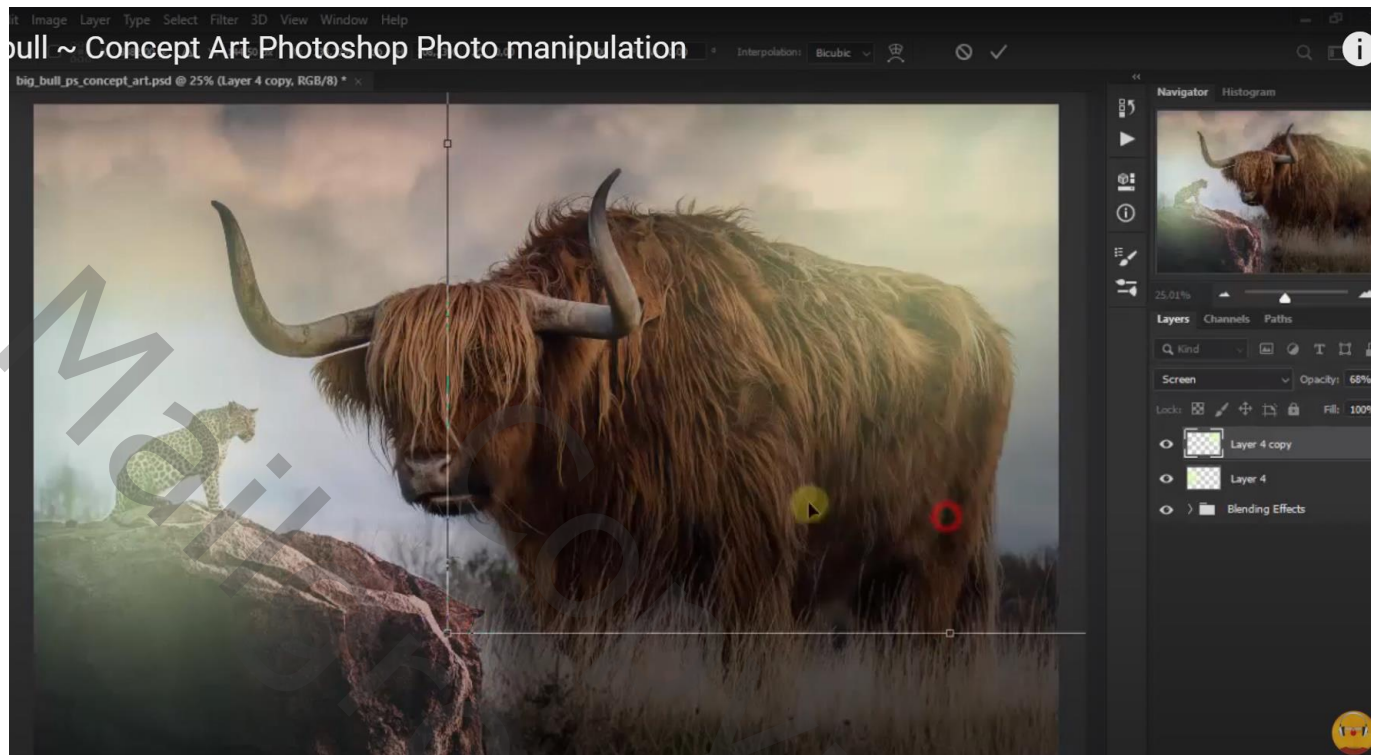 it Image Layer Type Select Filter 3D View Window Help
bull ~ Concept Art Photoshop Photo manipulation
Interpolation: Bicubic
i
big_bull_ps_concept_art.psd @ 25% (Layer 4 copy, RGB/8) * ×
Navigator Histogram
25.01%
Layers Channels Paths
Kind
Screen Opacity: 68%
Lock: Fill: 100%
Layer 4 copy
Layer 4
Blending Effects